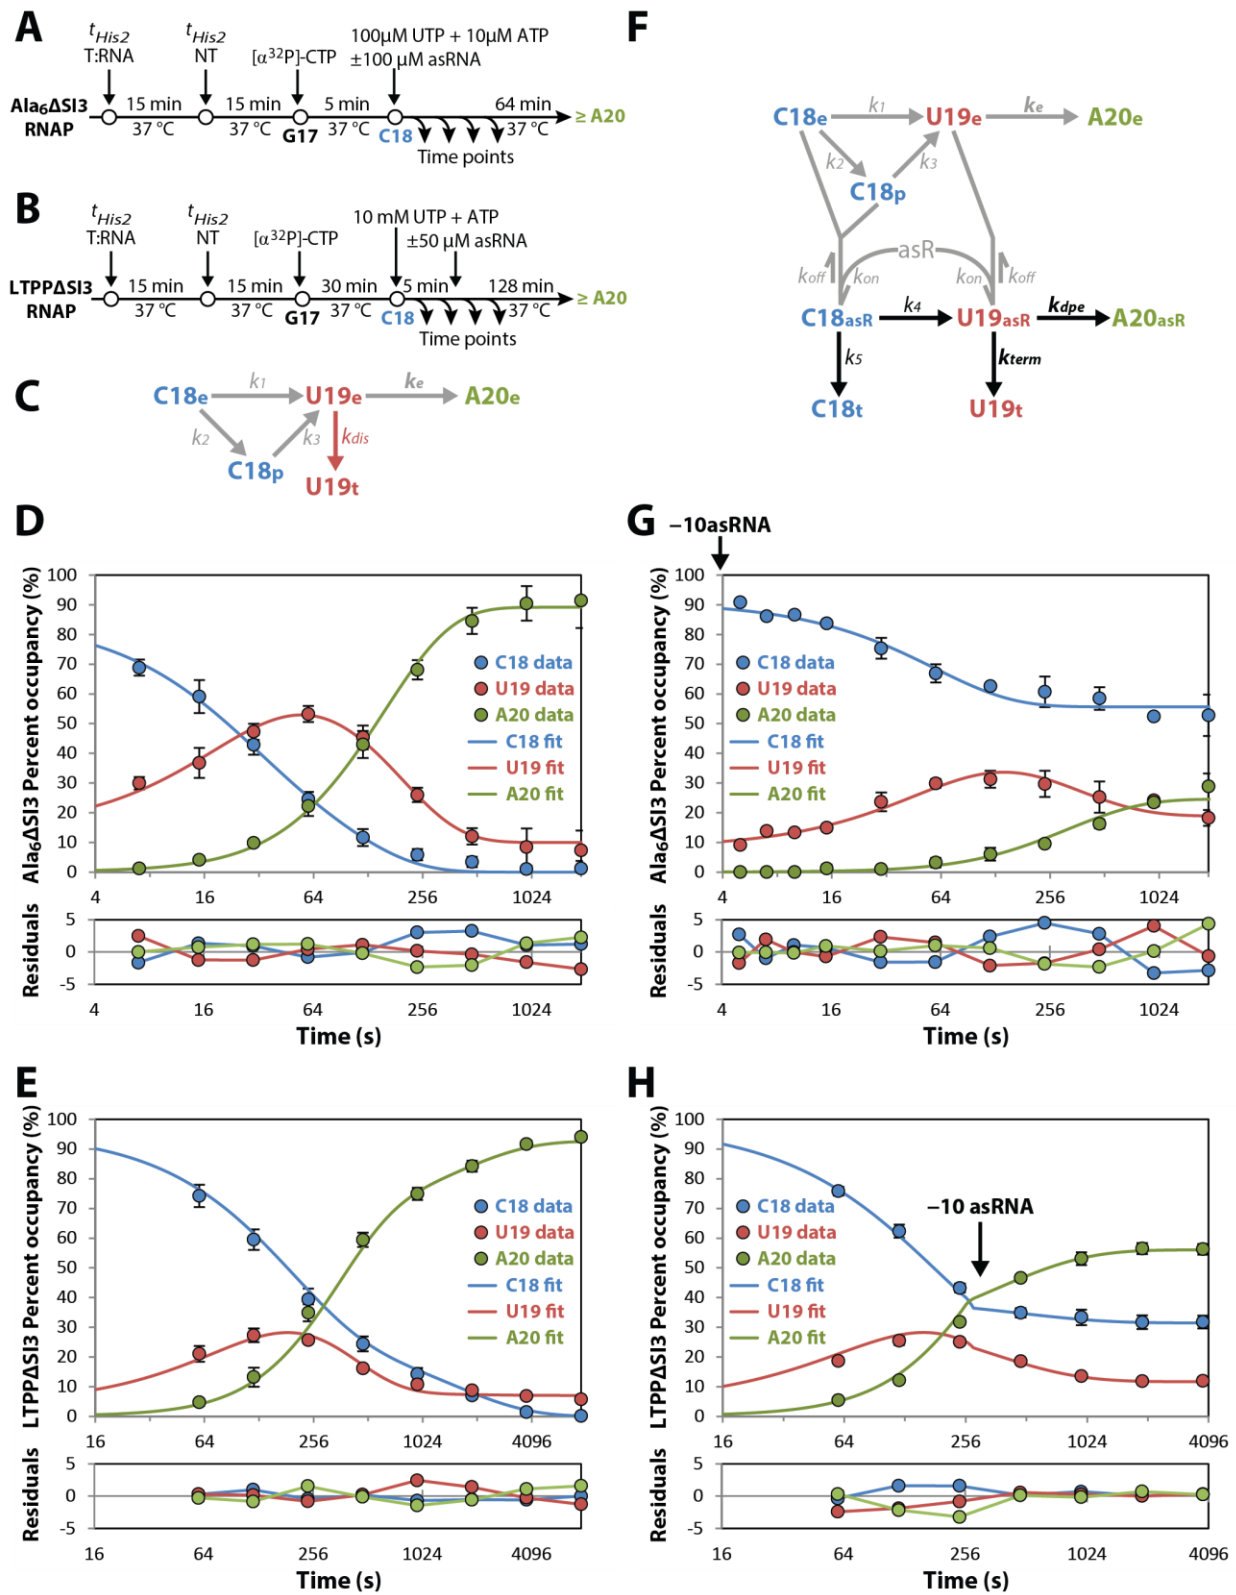 A
t_His2
T:RNA
t_His2
NT
[α³²P]-CTP
100µM UTP + 10µM ATP
±100 µM asRNA
Ala₆ΔSI3
RNAP
15 min
37 °C
15 min
37 °C
G17
5 min
37 °C
C18
64 min
37 °C
≥ A20
Time points
B
t_His2
T:RNA
t_His2
NT
[α³²P]-CTP
10 mM UTP + ATP
±50 µM asRNA
LTPPΔSI3
RNAP
15 min
37 °C
15 min
37 °C
G17
30 min
37 °C
C18
5 min
128 min
37 °C
≥ A20
Time points
C
C18e k1 U19e ke A20e
k2 k3 kdis
C18p
U19t
D
Ala₆ΔSI3 Percent occupancy (%)
100
90
80
70
60
50
40
30
20
10
0
C18 data
U19 data
A20 data
C18 fit
U19 fit
A20 fit
4 16 64 256 1024
Residuals
5
0
-5
4 16 64 256 1024
Time (s)
E
LTPPΔSI3 Percent occupancy (%)
100
90
80
70
60
50
40
30
20
10
0
C18 data
U19 data
A20 data
C18 fit
U19 fit
A20 fit
16 64 256 1024 4096
Residuals
5
0
-5
16 64 256 1024 4096
Time (s)
F
C18e k1 U19e ke A20e
k2 k3
C18p
asR
koff kon kon koff
C18asR k4 U19asR kdpe A20asR
k5 kterm
C18t U19t
G
−10asRNA
Ala₆ΔSI3 Percent occupancy (%)
100
90
80
70
60
50
40
30
20
10
0
C18 data
U19 data
A20 data
C18 fit
U19 fit
A20 fit
4 16 64 256 1024
Residuals
5
0
-5
4 16 64 256 1024
Time (s)
H
LTPPΔSI3 Percent occupancy (%)
100
90
80
70
60
50
40
30
20
10
0
−10 asRNA
C18 data
U19 data
A20 data
C18 fit
U19 fit
A20 fit
16 64 256 1024 4096
Residuals
5
0
-5
16 64 256 1024 4096
Time (s)